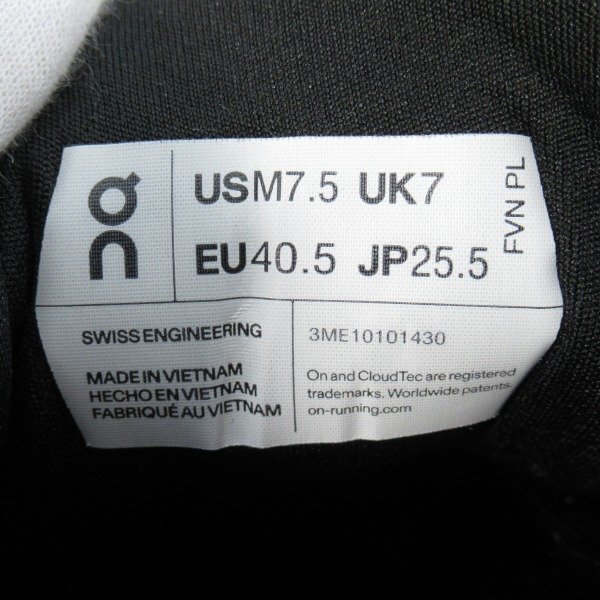 USM7.5 UK7
EU40.5 JP25.5
FVN PL
SWISS ENGINEERING
3ME10101430
MADE IN VIETNAM
HECHO EN VIETNAM
FABRIQUÉ AU VIETNAM
On and CloudTec are registered
trademarks. Worldwide patents.
on-running.com